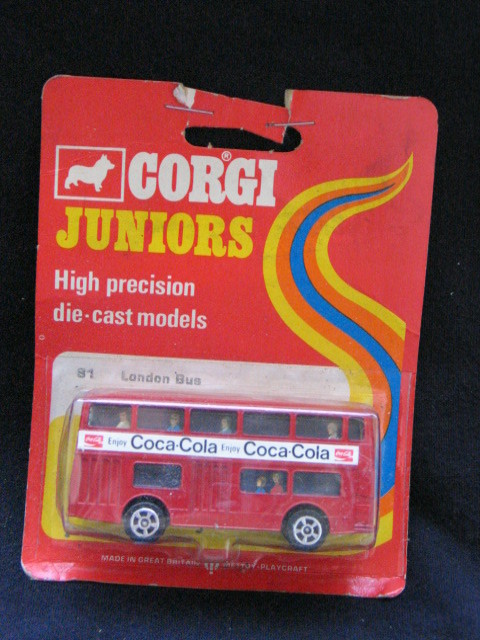 CORGI®
JUNIORS
High precision
die-cast models
81 London Bus
Enjoy Coca-Cola Enjoy Coca-Cola
MADE IN GREAT BRITAIN METTOY-PLAYCRAFT